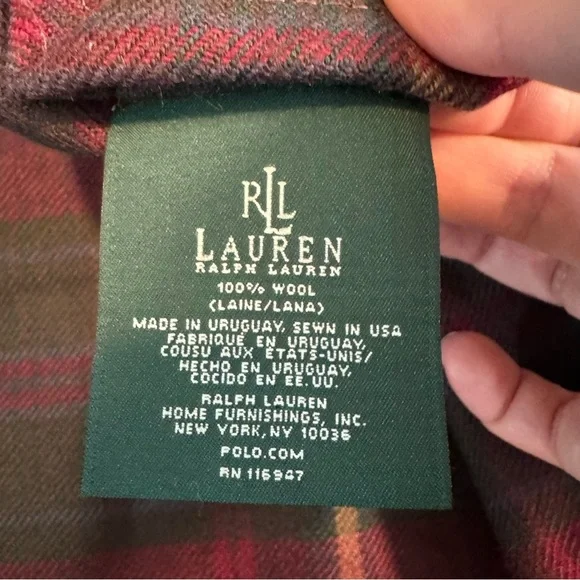 RLL
LAUREN
RALPH LAUREN
100% WOOL
(LAINE/LANA)
MADE IN URUGUAY, SEWN IN USA
FABRIQUÉ EN URUGUAY,
COUSU AUX ÉTATS-UNIS/
HECHO EN URUGUAY,
COCIDO EN EE.UU.
RALPH LAUREN
HOME FURNISHINGS, INC.
NEW YORK, NY 10036
POLO.COM
RN 116947